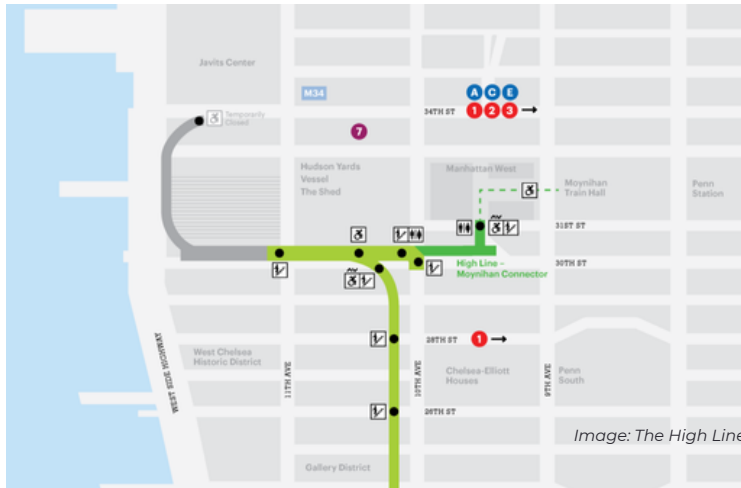 Javits Center
M34
A C E
34TH ST 1 2 3
Temporarily
Closed
7
Hudson Yards
Vessel
The Shed
Manhattan West
Moynihan
Train Hall
Penn
Station
31ST ST
High Line –
Moynihan Connector
30TH ST
WEST SIDE HIGHWAY
11TH AVE
10TH AVE
9TH AVE
28TH ST 1
West Chelsea
Historic District
Chelsea-Elliott
Houses
Penn
South
26TH ST
Image: The High Line
Gallery District